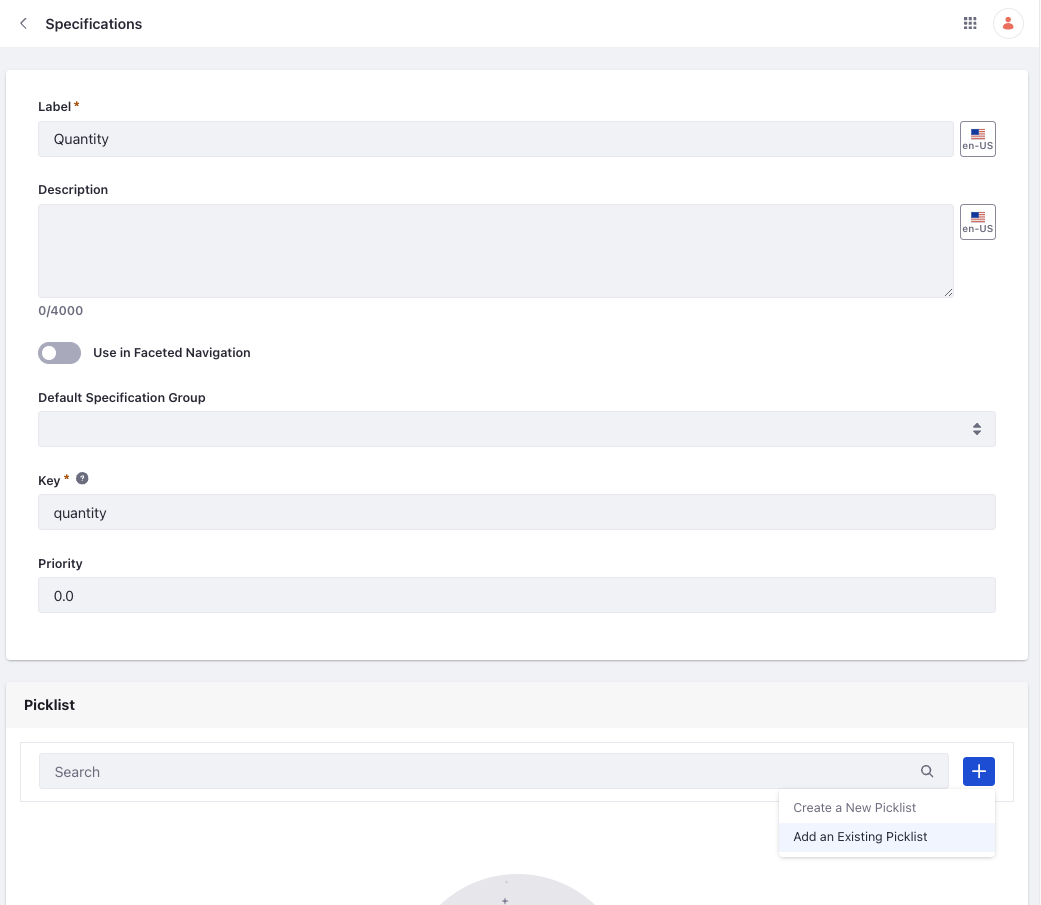 Specifications
Label *
Quantity
en-US
Description
en-US
0/4000
Use in Faceted Navigation
Default Specification Group
Key * ?
quantity
Priority
0.0
Picklist
Search
Create a New Picklist
Add an Existing Picklist